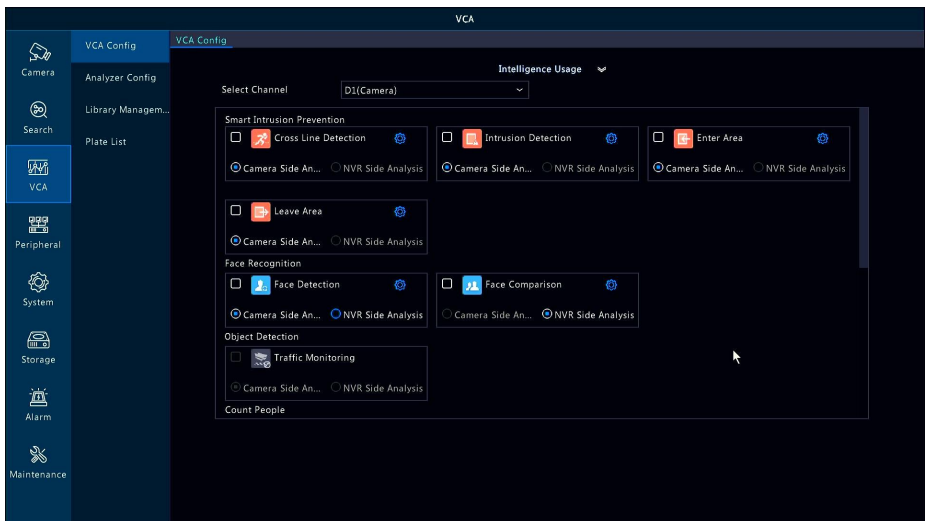 VCA
Camera
Search
VCA
Peripheral
System
Storage
Alarm
Maintenance
VCA Config
Analyzer Config
Library Managem...
Plate List
VCA Config
Intelligence Usage
Select Channel D1(Camera)
Smart Intrusion Prevention
Cross Line Detection Intrusion Detection Enter Area
Camera Side An... NVR Side Analysis Camera Side An... NVR Side Analysis Camera Side An... NVR Side Analysis
Leave Area
Camera Side An... NVR Side Analysis
Face Recognition
Face Detection Face Comparison
Camera Side An... NVR Side Analysis Camera Side An... NVR Side Analysis
Object Detection
Traffic Monitoring
Camera Side An... NVR Side Analysis
Count People